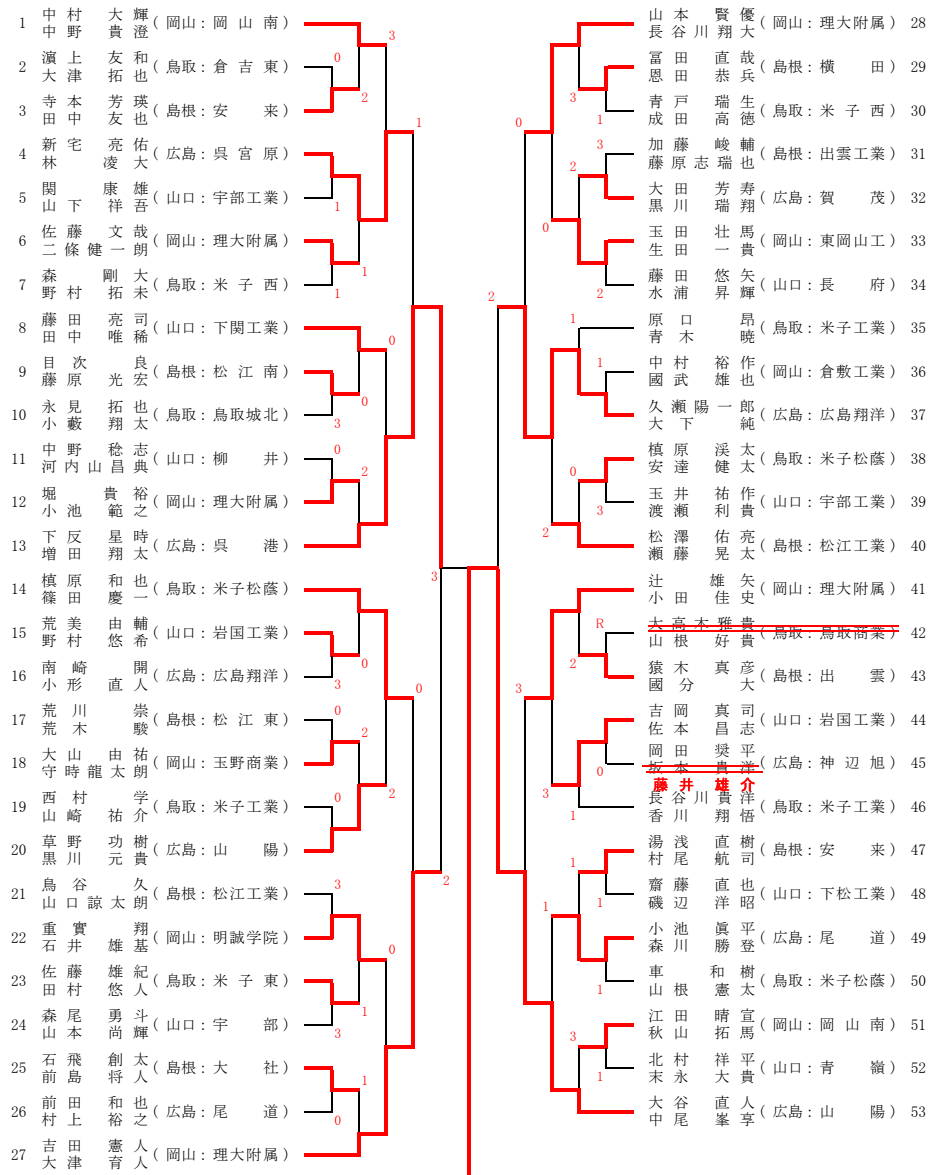 1 中村大輝 中野貴澄 (岡山:岡山南)
2 濵上友和 大津拓也 (鳥取:倉吉東)
3 寺本芳瑛 田中友也 (島根:安来)
4 新宅亮佑 林凌大 (広島:呉宮原)
5 関康雄 山下祥吾 (山口:宇部工業)
6 佐藤文哉 二條健一朗 (岡山:理大附属)
7 森剛大 野村拓未 (鳥取:米子西)
8 藤田亮司 田中唯稀 (山口:下関工業)
9 目次良 藤原光宏 (島根:松江南)
10 永見拓也 小藪翔太 (鳥取:鳥取城北)
11 中野稔志 河内山昌典 (山口:柳井)
12 堀貴裕 小池範之 (岡山:理大附属)
13 下反星時 増田翔太 (広島:呉港)
14 槙原和也 篠田慶一 (鳥取:米子松蔭)
15 荒美由輔 野村悠希 (山口:岩国工業)
16 南崎開 小形直人 (広島:広島翔洋)
17 荒川崇 荒木駿 (島根:松江東)
18 大山由祐 守時龍太朗 (岡山:玉野商業)
19 西村学 山崎祐介 (鳥取:米子工業)
20 草野功樹 黒川元貴 (広島:山陽)
21 鳥谷久 山口諒太朗 (島根:松江工業)
22 重實翔 石井雄基 (岡山:明誠学院)
23 佐藤雄紀 田村悠人 (鳥取:米子東)
24 森尾勇斗 山本尚輝 (山口:宇部)
25 石飛創太 前島将人 (島根:大社)
26 前田和也 村上裕之 (広島:尾道)
27 吉田憲人 大津育人 (岡山:理大附属)
3
0
2
1
1
1
1
0
0
3
0
2
3
0
3
0
0
2
2
0
3
2
0
1
3
1
0
山本賢優 長谷川翔大 (岡山:理大附属) 28
冨田直哉 恩田恭兵 (島根:横田) 29
青戸瑞生 成田高徳 (鳥取:米子西) 30
加藤峻輔 藤原志瑞也 (島根:出雲工業) 31
大田芳寿 黒川瑞翔 (広島:賀茂) 32
玉田壮馬 生田一貴 (岡山:東岡山工) 33
藤田悠矢 水浦昇輝 (山口:長府) 34
原口昂 青木暁 (鳥取:米子工業) 35
中村裕作 國武雄也 (岡山:倉敷工業) 36
久瀬陽一郎 大下純 (広島:広島翔洋) 37
槙原渓太 安達健太 (鳥取:米子松蔭) 38
玉井祐作 渡瀬利貴 (山口:宇部工業) 39
松澤佑亮 瀬藤晃太 (島根:松江工業) 40
辻雄矢 小田佳史 (岡山:理大附属) 41
大高木雅貴 山根好貴 (鳥取:鳥取商業) 42
猿木真彦 國分大 (島根:出雲) 43
吉岡真司 佐本昌志 (山口:岩国工業) 44
岡田奨平 坂本貴洋 (広島:神辺旭) 45
藤井雄介
長谷川貴洋 香川翔悟 (鳥取:米子工業) 46
湯浅直樹 村尾航司 (島根:安来) 47
齋藤直也 磯辺洋昭 (山口:下松工業) 48
小池眞平 森川勝登 (広島:尾道) 49
車和樹 山根憲太 (鳥取:米子松蔭) 50
江田晴宣 秋山拓馬 (岡山:岡山南) 51
北村祥平 末永大貴 (山口:青嶺) 52
大谷直人 中尾峯享 (広島:山陽) 53
3
1
0
3
2
0
2
2
1
1
0
3
2
R
2
3
0
3
1
1
1
1
1
3
1